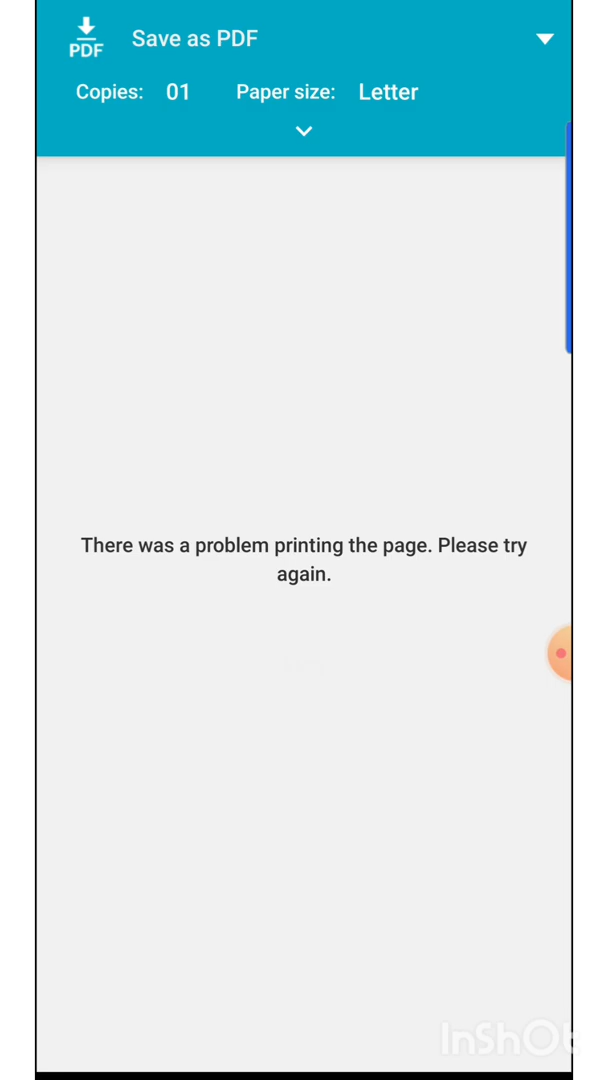 PDF
Save as PDF
Copies: 01 Paper size: Letter
There was a problem printing the page. Please try
again.
InShOt